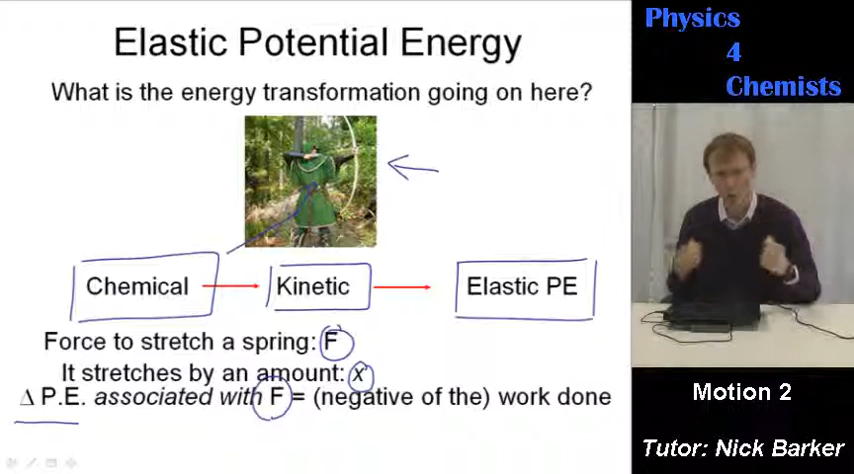 Elastic Potential Energy
What is the energy transformation going on here?
Chemical
Kinetic
Elastic PE
Force to stretch a spring: F
It stretches by an amount: x
Δ P.E. associated with F = (negative of the) work done
Physics
4
Chemists
Motion 2
Tutor: Nick Barker